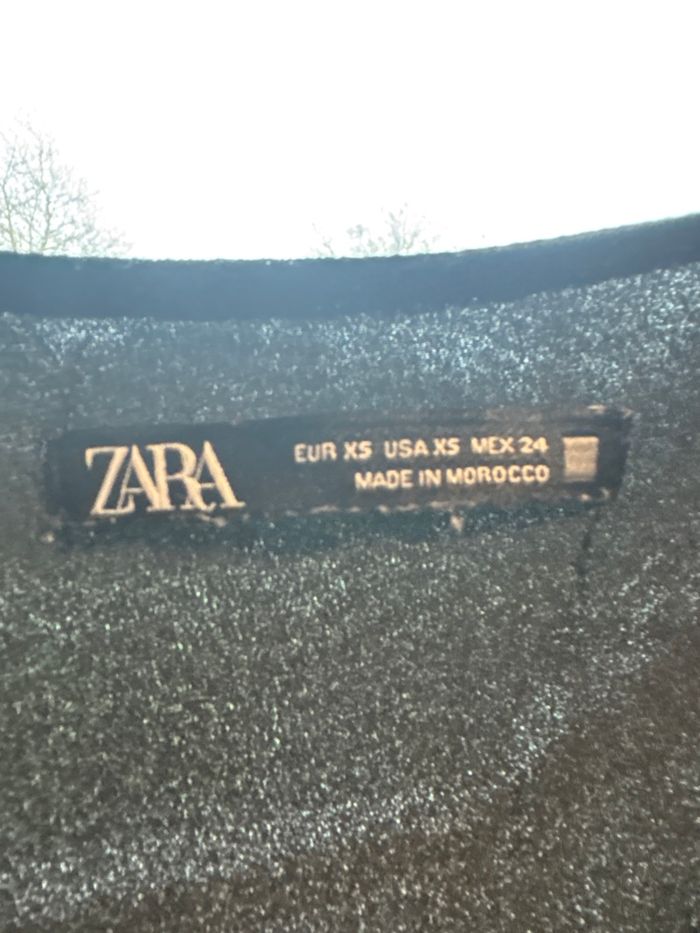 ZARA
EUR XS USA XS MEX 24
MADE IN MOROCCO